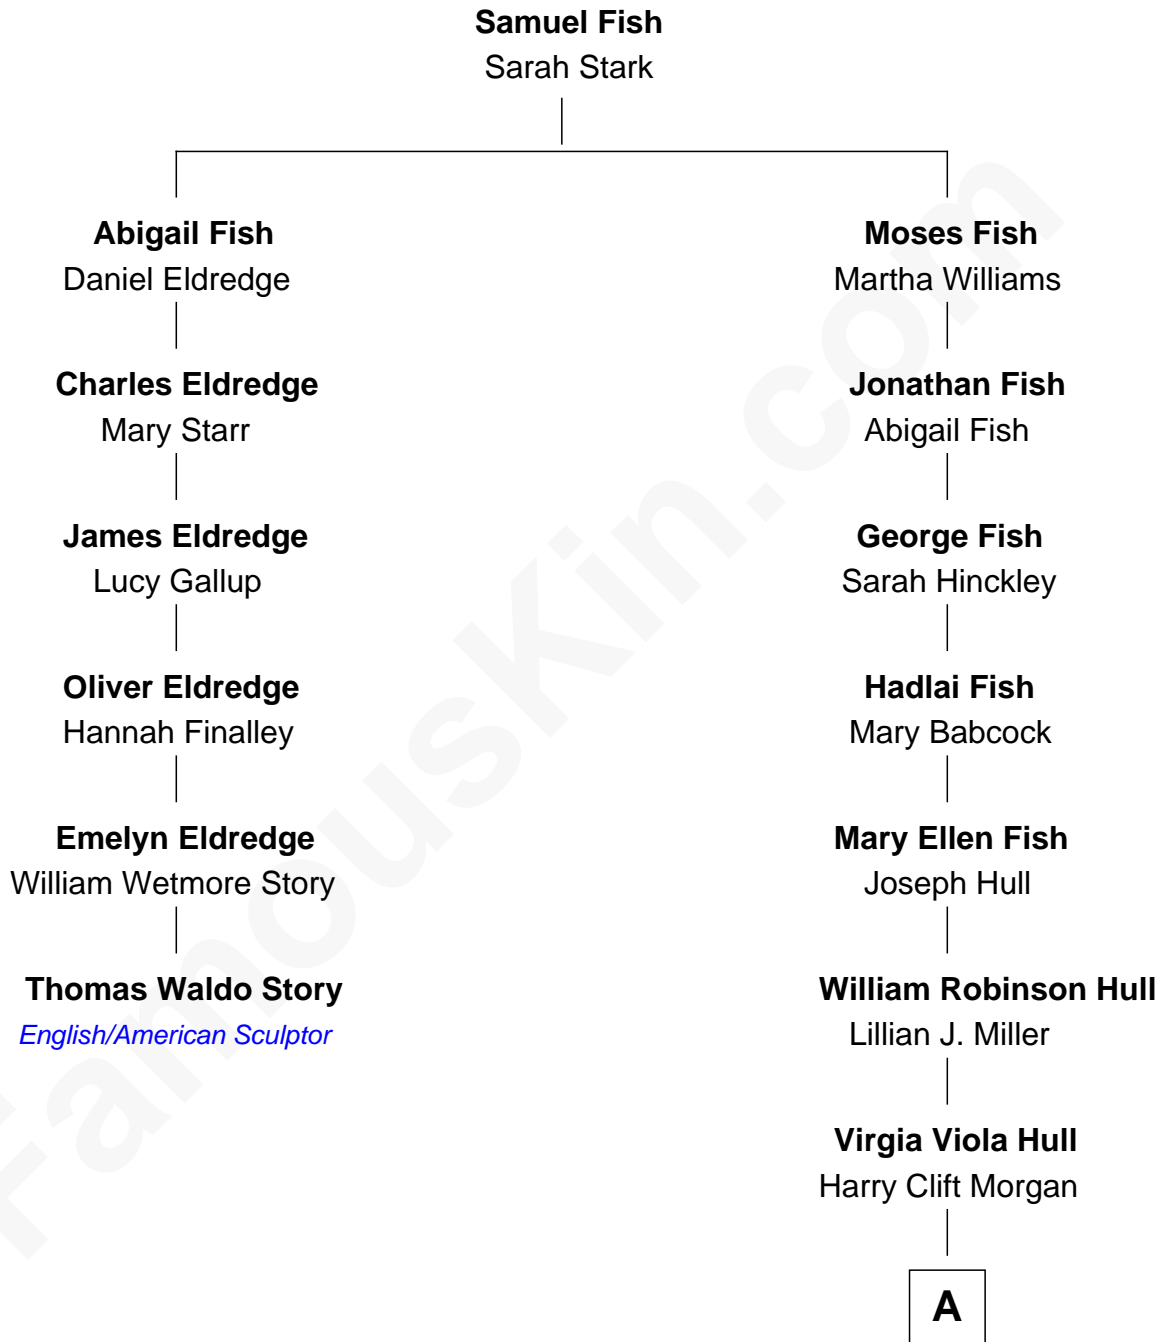 Samuel Fish
Sarah Stark
Abigail Fish
Daniel Eldredge
Charles Eldredge
Mary Starr
James Eldredge
Lucy Gallup
Oliver Eldredge
Hannah Finalley
Emelyn Eldredge
William Wetmore Story
Thomas Waldo Story
English/American Sculptor
Moses Fish
Martha Williams
Jonathan Fish
Abigail Fish
George Fish
Sarah Hinckley
Hadlai Fish
Mary Babcock
Mary Ellen Fish
Joseph Hull
William Robinson Hull
Lillian J. Miller
Virgia Viola Hull
Harry Clift Morgan
A
FamousKin.com